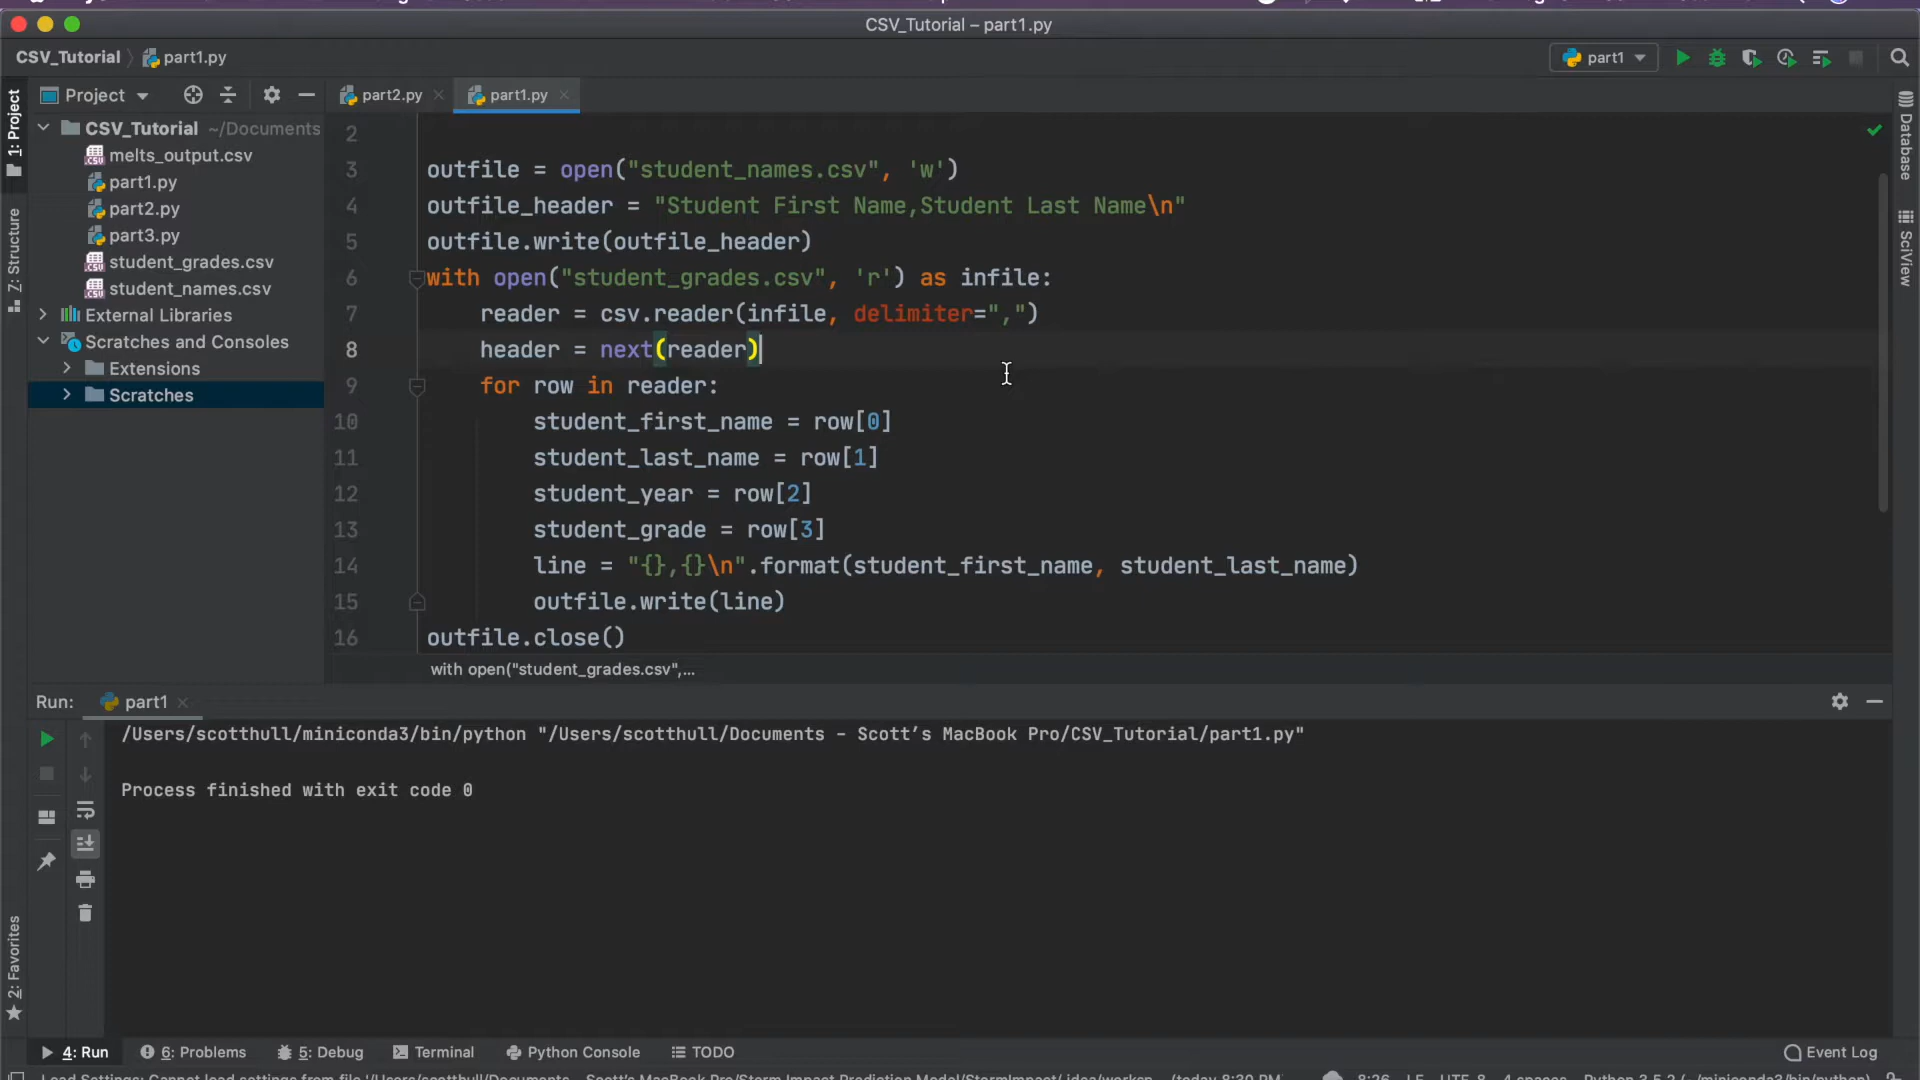 CSV_Tutorial – part1.py
CSV_Tutorial part1.py
part1
1: Project
Project
part2.py
part1.py
CSV_Tutorial ~/Documents
melts_output.csv
part1.py
part2.py
part3.py
student_grades.csv
student_names.csv
External Libraries
Scratches and Consoles
Extensions
Scratches
Z: Structure
2: Favorites
Database
SciView
2
3 outfile = open("student_names.csv", 'w')
4 outfile_header = "Student First Name,Student Last Name\n"
5 outfile.write(outfile_header)
6 with open("student_grades.csv", 'r') as infile:
7 reader = csv.reader(infile, delimiter=",")
8 header = next(reader)
9 for row in reader:
10 student_first_name = row[0]
11 student_last_name = row[1]
12 student_year = row[2]
13 student_grade = row[3]
14 line = "{},{}\n".format(student_first_name, student_last_name)
15 outfile.write(line)
16 outfile.close()
with open("student_grades.csv",...
Run: part1
/Users/scotthull/miniconda3/bin/python "/Users/scotthull/Documents - Scott’s MacBook Pro/CSV_Tutorial/part1.py"
Process finished with exit code 0
4: Run 6: Problems 5: Debug Terminal Python Console TODO Event Log